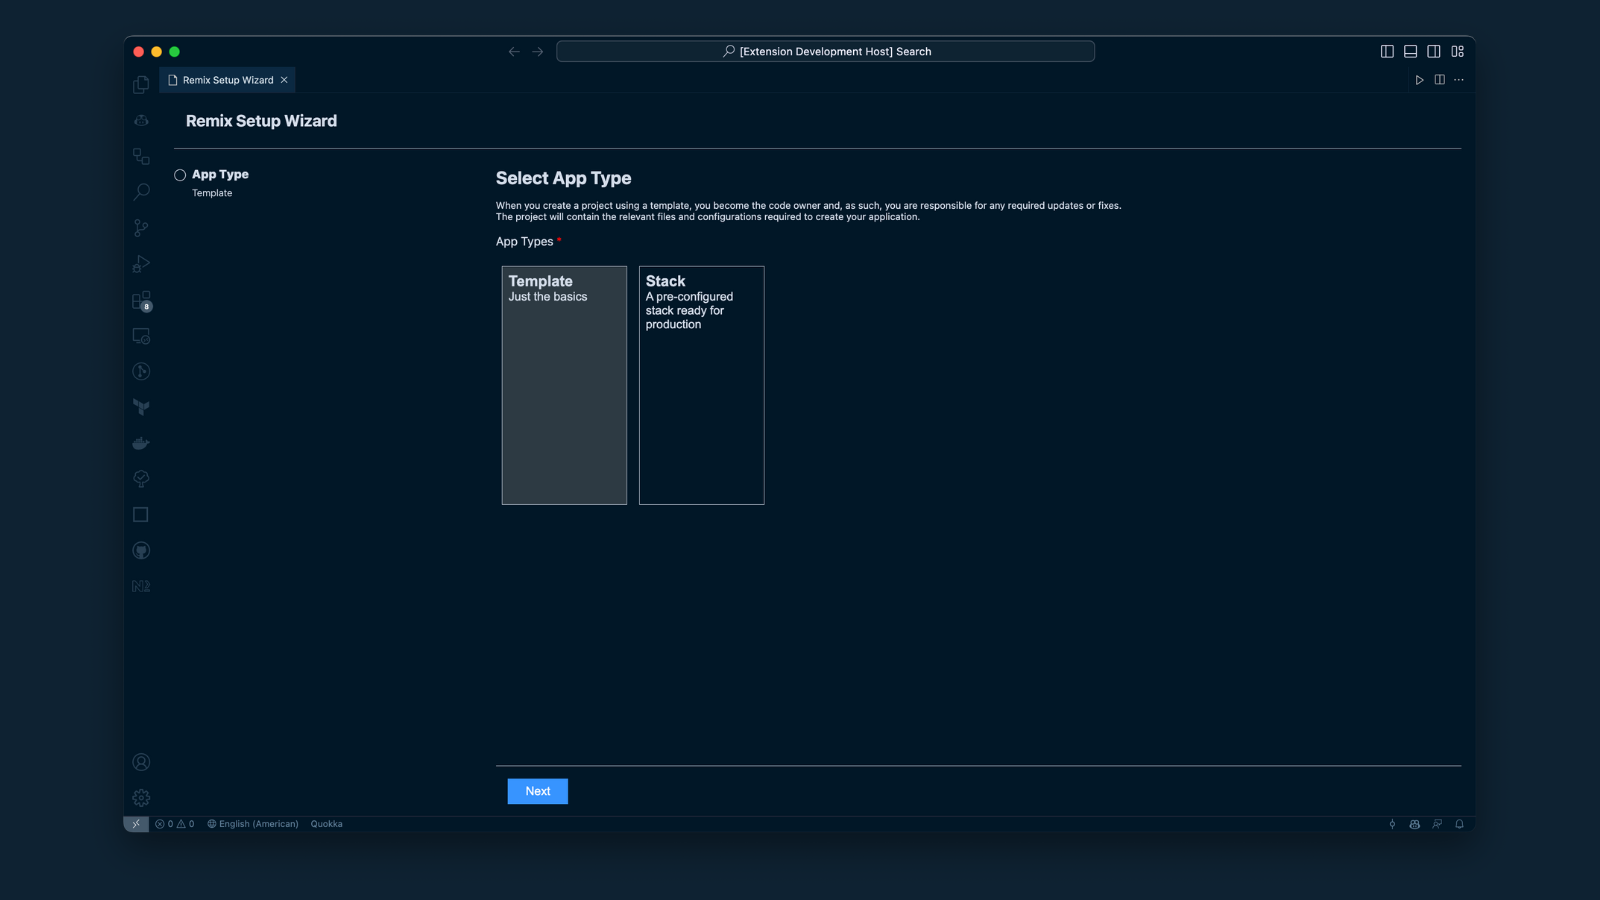 [Extension Development Host] Search
Remix Setup Wizard
Remix Setup Wizard
App Type
Template
Select App Type
When you create a project using a template, you become the code owner and, as such, you are responsible for any required updates or fixes.
The project will contain the relevant files and configurations required to create your application.
App Types *
Template
Just the basics
Stack
A pre-configured
stack ready for
production
8
Next
0 0 English (American) Quokka